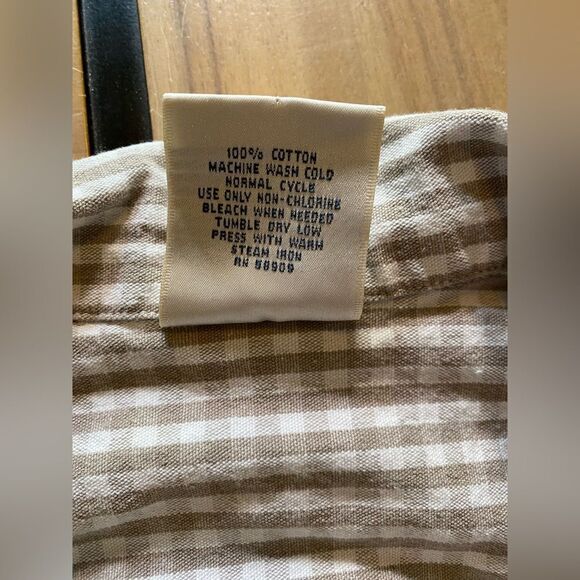 100% COTTON
MACHINE WASH COLD
NORMAL CYCLE
USE ONLY NON-CHLORINE
BLEACH WHEN NEEDED
TUMBLE DRY LOW
PRESS WITH WARM
STEAM IRON
RN 58909